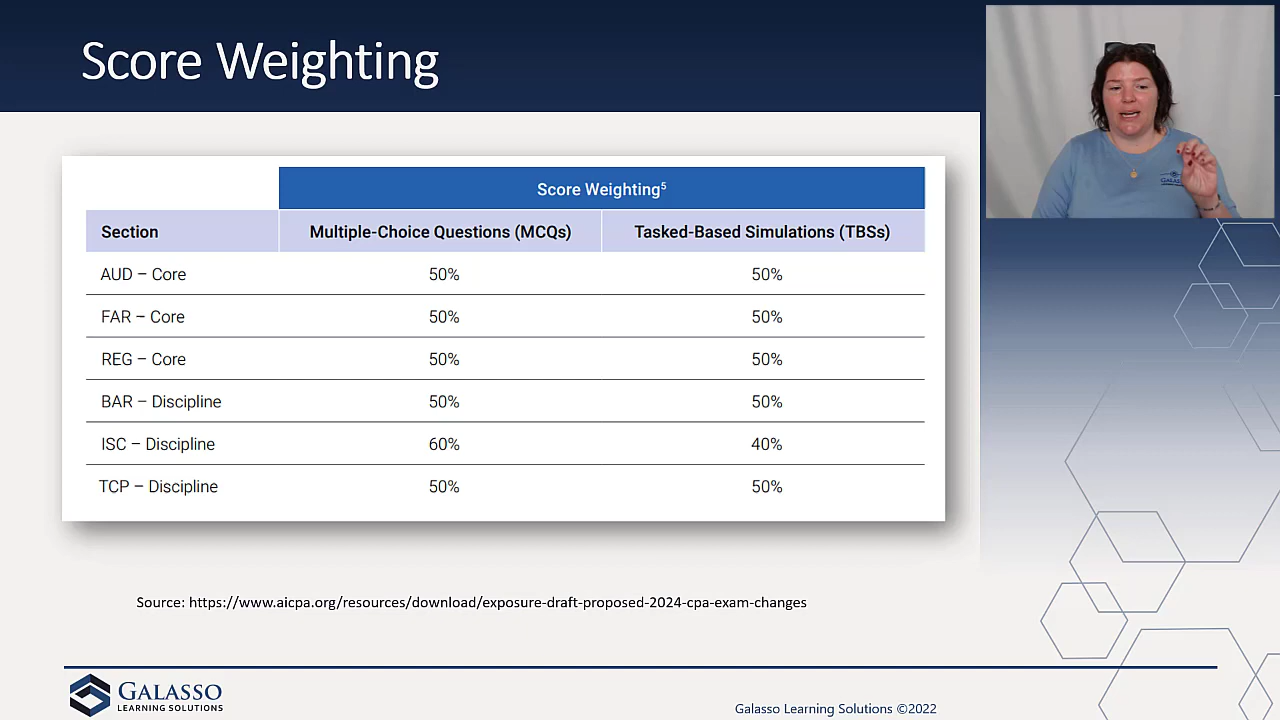 Score Weighting
Score Weighting⁵
Section Multiple-Choice Questions (MCQs) Tasked-Based Simulations (TBSs)
AUD – Core 50% 50%
FAR – Core 50% 50%
REG – Core 50% 50%
BAR – Discipline 50% 50%
ISC – Discipline 60% 40%
TCP – Discipline 50% 50%
Source: https://www.aicpa.org/resources/download/exposure-draft-proposed-2024-cpa-exam-changes
GALASSO
LEARNING SOLUTIONS
Galasso Learning Solutions ©2022